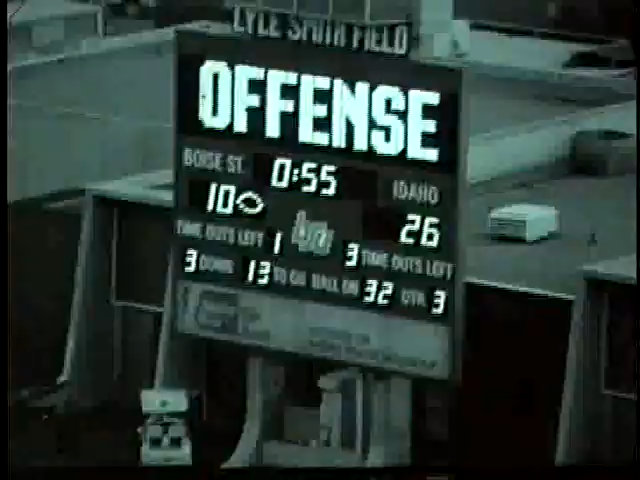 LYLE SMITH FIELD
OFFENSE
BOISE ST. 0:55 IDAHO
10 26
TIME OUTS LEFT 1 3 TIME OUTS LEFT
3 DOWN 13 TO GO BALL ON 32 QTR 3